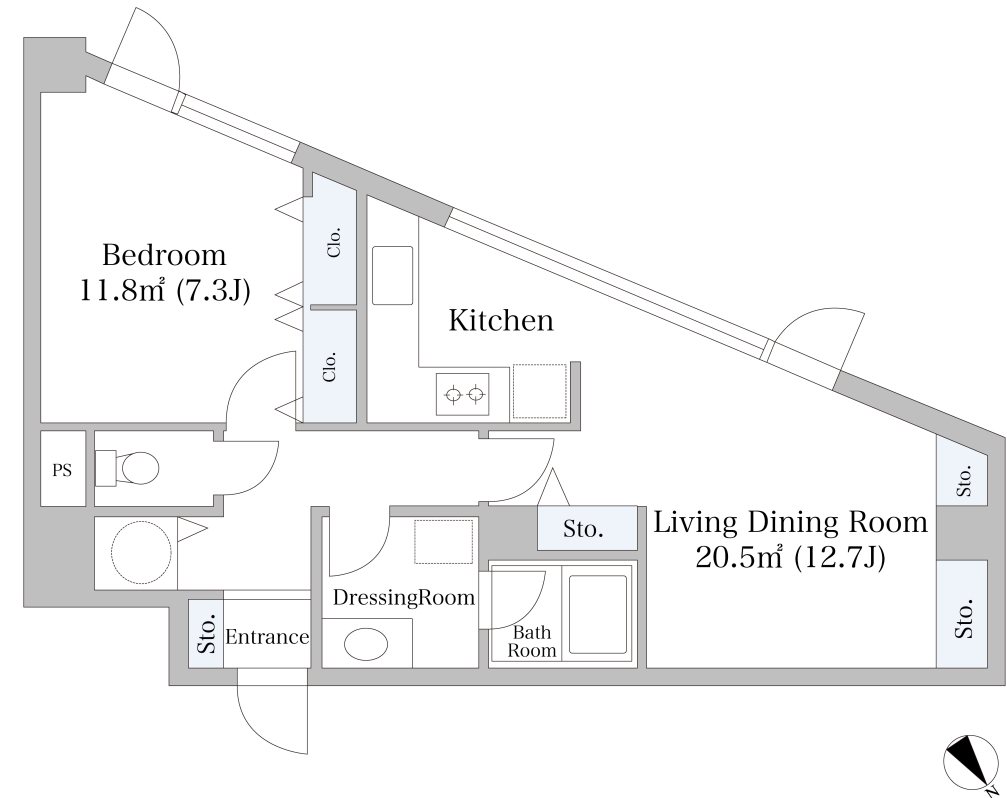 Bedroom
11.8㎡ (7.3J)
Clo.
Clo.
Kitchen
PS
Sto.
Sto.
Living Dining Room
20.5㎡ (12.7J)
DressingRoom
Bath
Room
Sto.
Entrance
Sto.
N